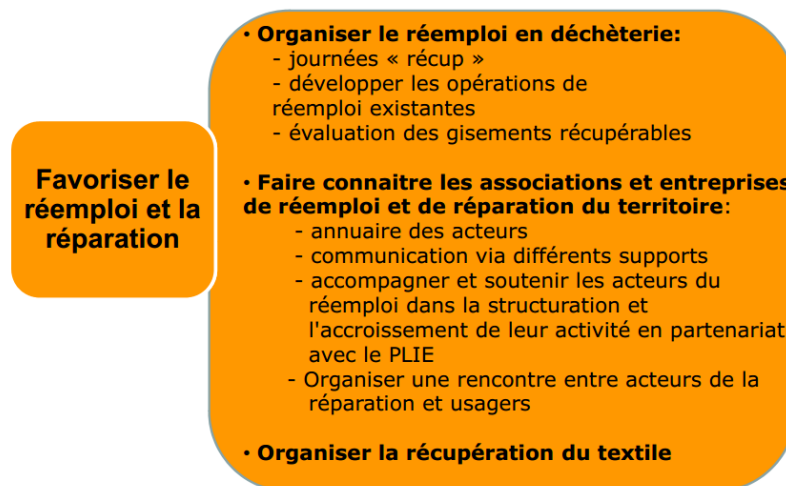 Favoriser le
réemploi et la
réparation
• Organiser le réemploi en déchèterie:
- journées « récup »
- développer les opérations de
réemploi existantes
- évaluation des gisements récupérables
• Faire connaitre les associations et entreprises
de réemploi et de réparation du territoire:
- annuaire des acteurs
- communication via différents supports
- accompagner et soutenir les acteurs du
réemploi dans la structuration et
l'accroissement de leur activité en partenariat
avec le PLIE
- Organiser une rencontre entre acteurs de la
réparation et usagers
• Organiser la récupération du textile